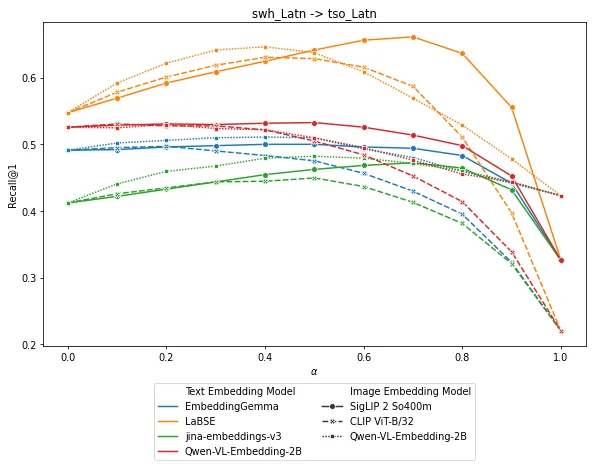 swh_Latn -> tso_Latn
Recall@1
0.6
0.5
0.4
0.3
0.2
0.0 0.2 0.4 0.6 0.8 1.0
α
Text Embedding Model Image Embedding Model
EmbeddingGemma SigLIP 2 So400m
LaBSE CLIP ViT-B/32
jina-embeddings-v3 Qwen-VL-Embedding-2B
Qwen-VL-Embedding-2B